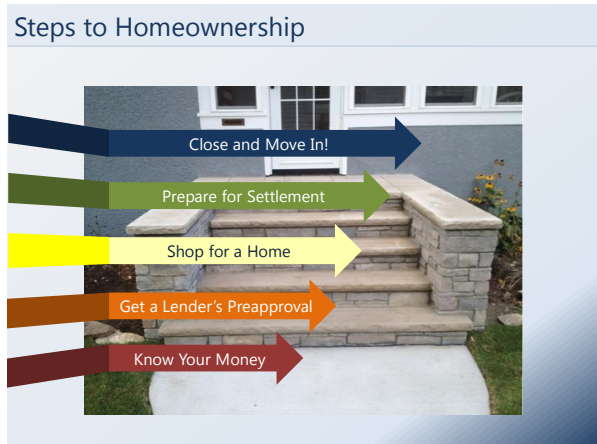 Steps to Homeownership
Close and Move In!
Prepare for Settlement
Shop for a Home
Get a Lender's Preapproval
Know Your Money